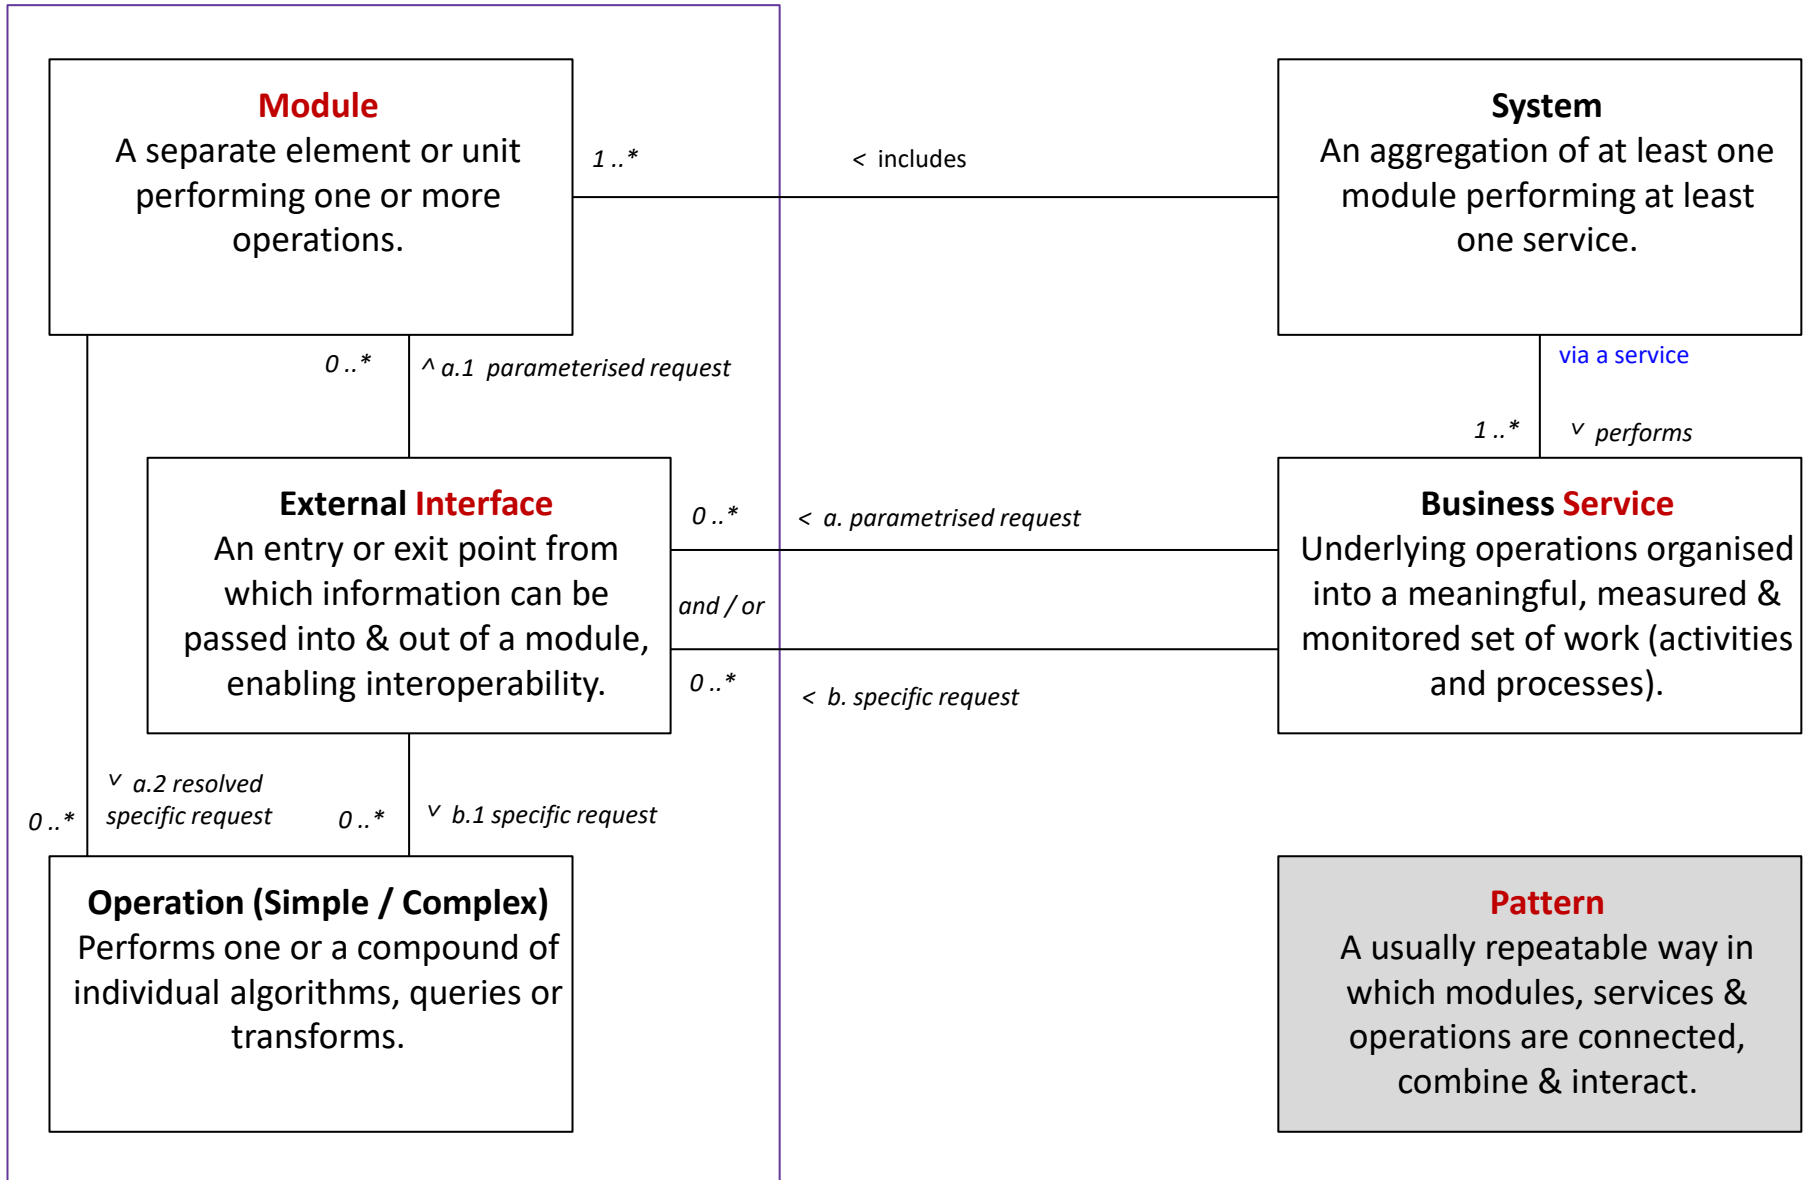 Module
A separate element or unit
performing one or more
operations.
1 ..*
< includes
System
An aggregation of at least one
module performing at least
one service.
0 ..*
^ a.1 parameterised request
via a service
1 ..*
v performs
External Interface
An entry or exit point from
which information can be
passed into & out of a module,
enabling interoperability.
0 ..*
< a. parametrised request
and / or
0 ..*
< b. specific request
Business Service
Underlying operations organised
into a meaningful, measured &
monitored set of work (activities
and processes).
0 ..*
v a.2 resolved
specific request
0 ..*
v b.1 specific request
Operation (Simple / Complex)
Performs one or a compound of
individual algorithms, queries or
transforms.
Pattern
A usually repeatable way in
which modules, services &
operations are connected,
combine & interact.